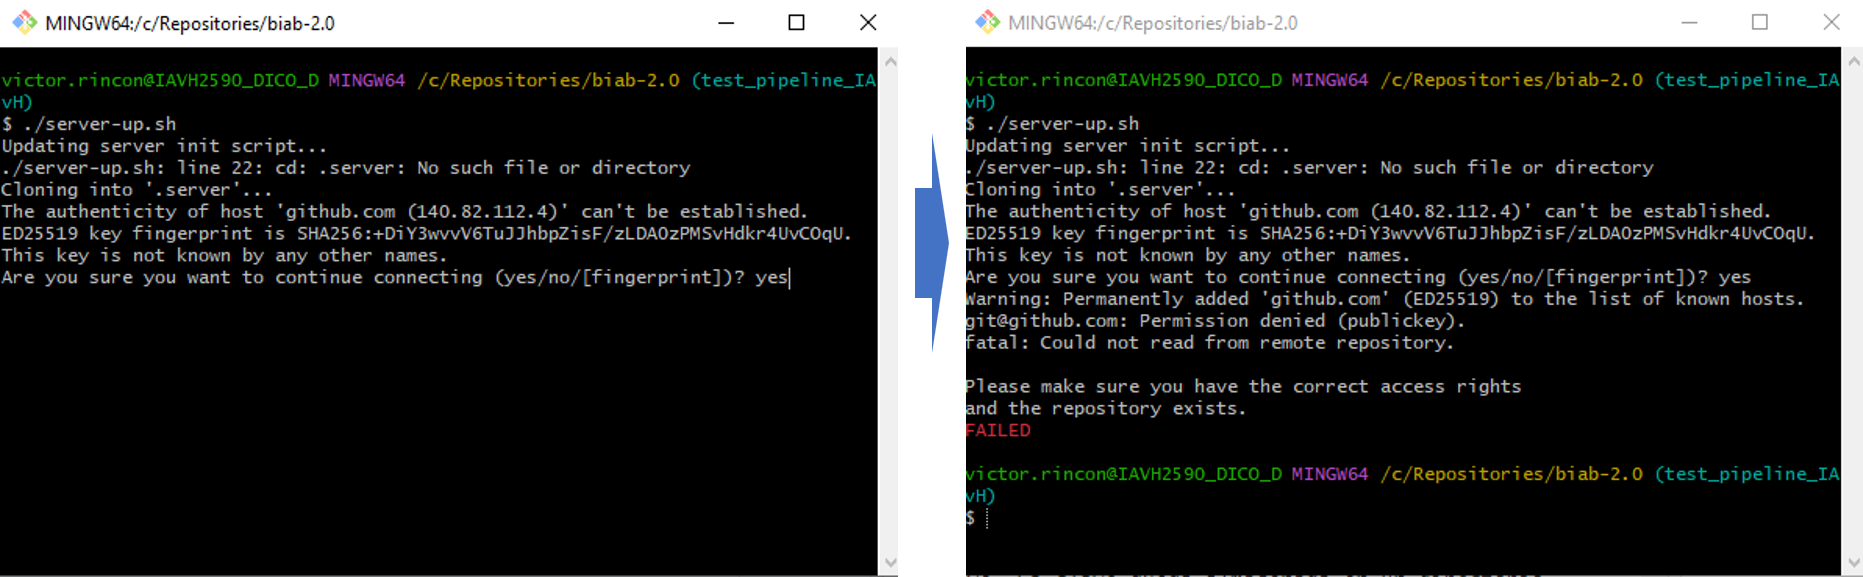 MINGW64:/c/Repositories/biab-2.0
victor.rincon@IAVH2590_DICO_D MINGW64 /c/Repositories/biab-2.0 (test_pipeline_IA
vH)
$ ./server-up.sh
Updating server init script...
./server-up.sh: line 22: cd: .server: No such file or directory
Cloning into '.server'...
The authenticity of host 'github.com (140.82.112.4)' can't be established.
ED25519 key fingerprint is SHA256:+DiY3wvvV6TuJJhbpZisF/zLDA0zPMSvHdkr4UvCOqU.
This key is not known by any other names.
Are you sure you want to continue connecting (yes/no/[fingerprint])? yes
MINGW64:/c/Repositories/biab-2.0
victor.rincon@IAVH2590_DICO_D MINGW64 /c/Repositories/biab-2.0 (test_pipeline_IA
vH)
$ ./server-up.sh
Updating server init script...
./server-up.sh: line 22: cd: .server: No such file or directory
Cloning into '.server'...
The authenticity of host 'github.com (140.82.112.4)' can't be established.
ED25519 key fingerprint is SHA256:+DiY3wvvV6TuJJhbpZisF/zLDA0zPMSvHdkr4UvCOqU.
This key is not known by any other names.
Are you sure you want to continue connecting (yes/no/[fingerprint])? yes
Warning: Permanently added 'github.com' (ED25519) to the list of known hosts.
git@github.com: Permission denied (publickey).
fatal: Could not read from remote repository.
Please make sure you have the correct access rights
and the repository exists.
FAILED
victor.rincon@IAVH2590_DICO_D MINGW64 /c/Repositories/biab-2.0 (test_pipeline_IA
vH)
$